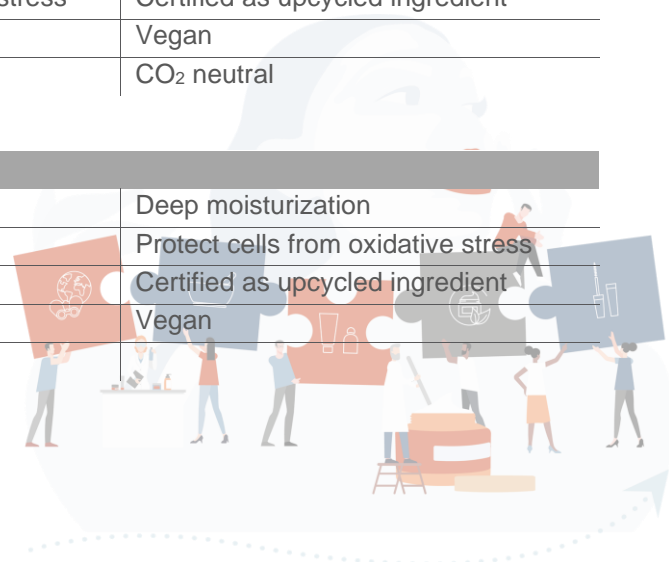 stress Certified as upcycled ingredient
Vegan
CO₂ neutral
Deep moisturization
Protect cells from oxidative stress
Certified as upcycled ingredient
Vegan